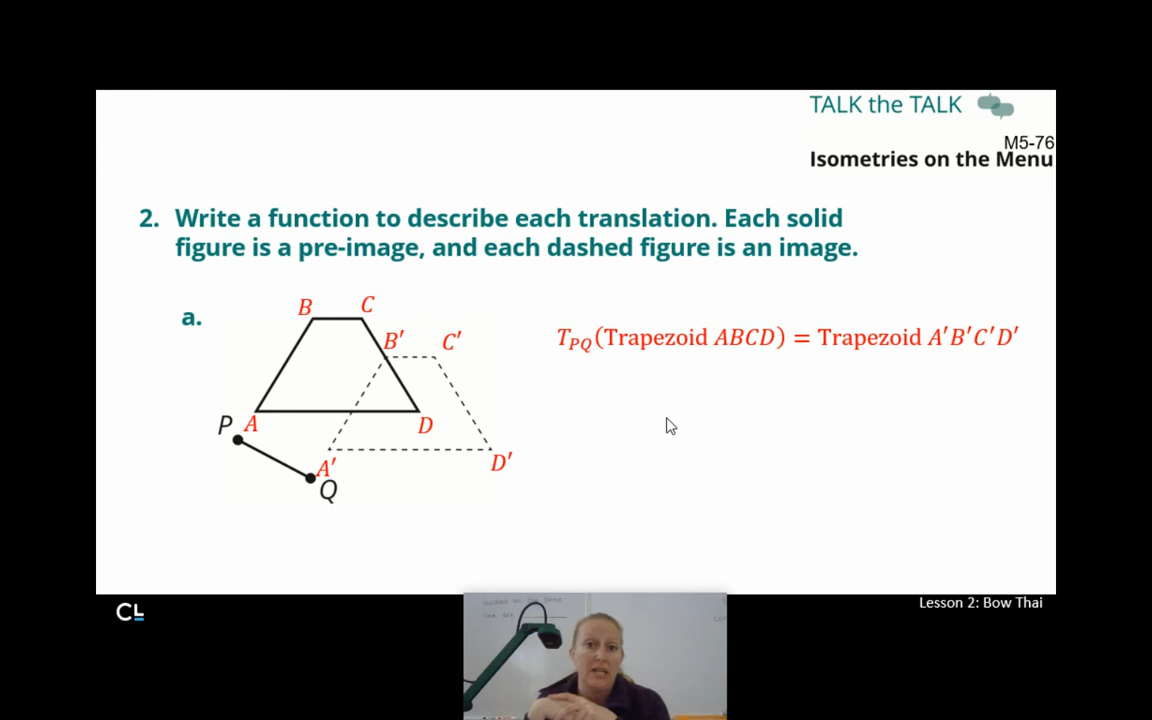 TALK the TALK
M5-76
Isometries on the Menu
2. Write a function to describe each translation. Each solid
figure is a pre-image, and each dashed figure is an image.
a.
B C
B′ C′
T_PQ(Trapezoid ABCD) = Trapezoid A′B′C′D′
P A D
A′ D′
Q
CL
Lesson 2: Bow Thai